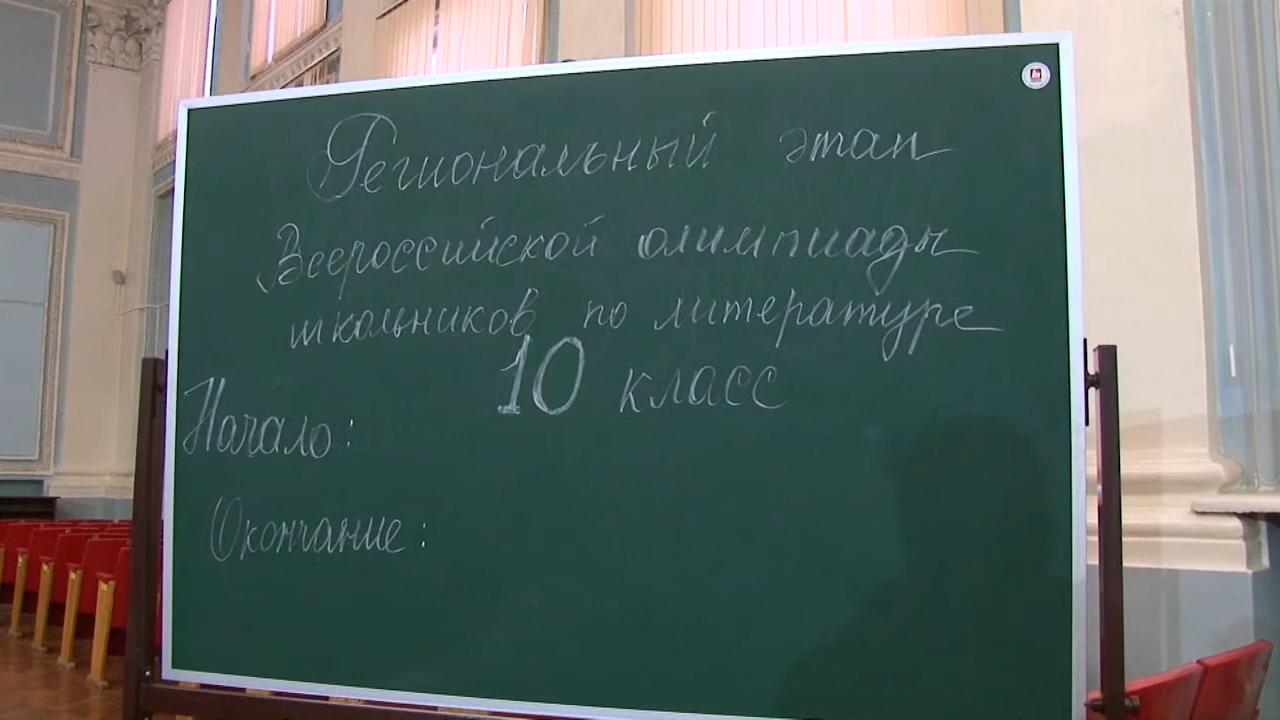 Региональный этап
Всероссийской олимпиады
школьников по литературе
10 класс
Начало:
Окончание: